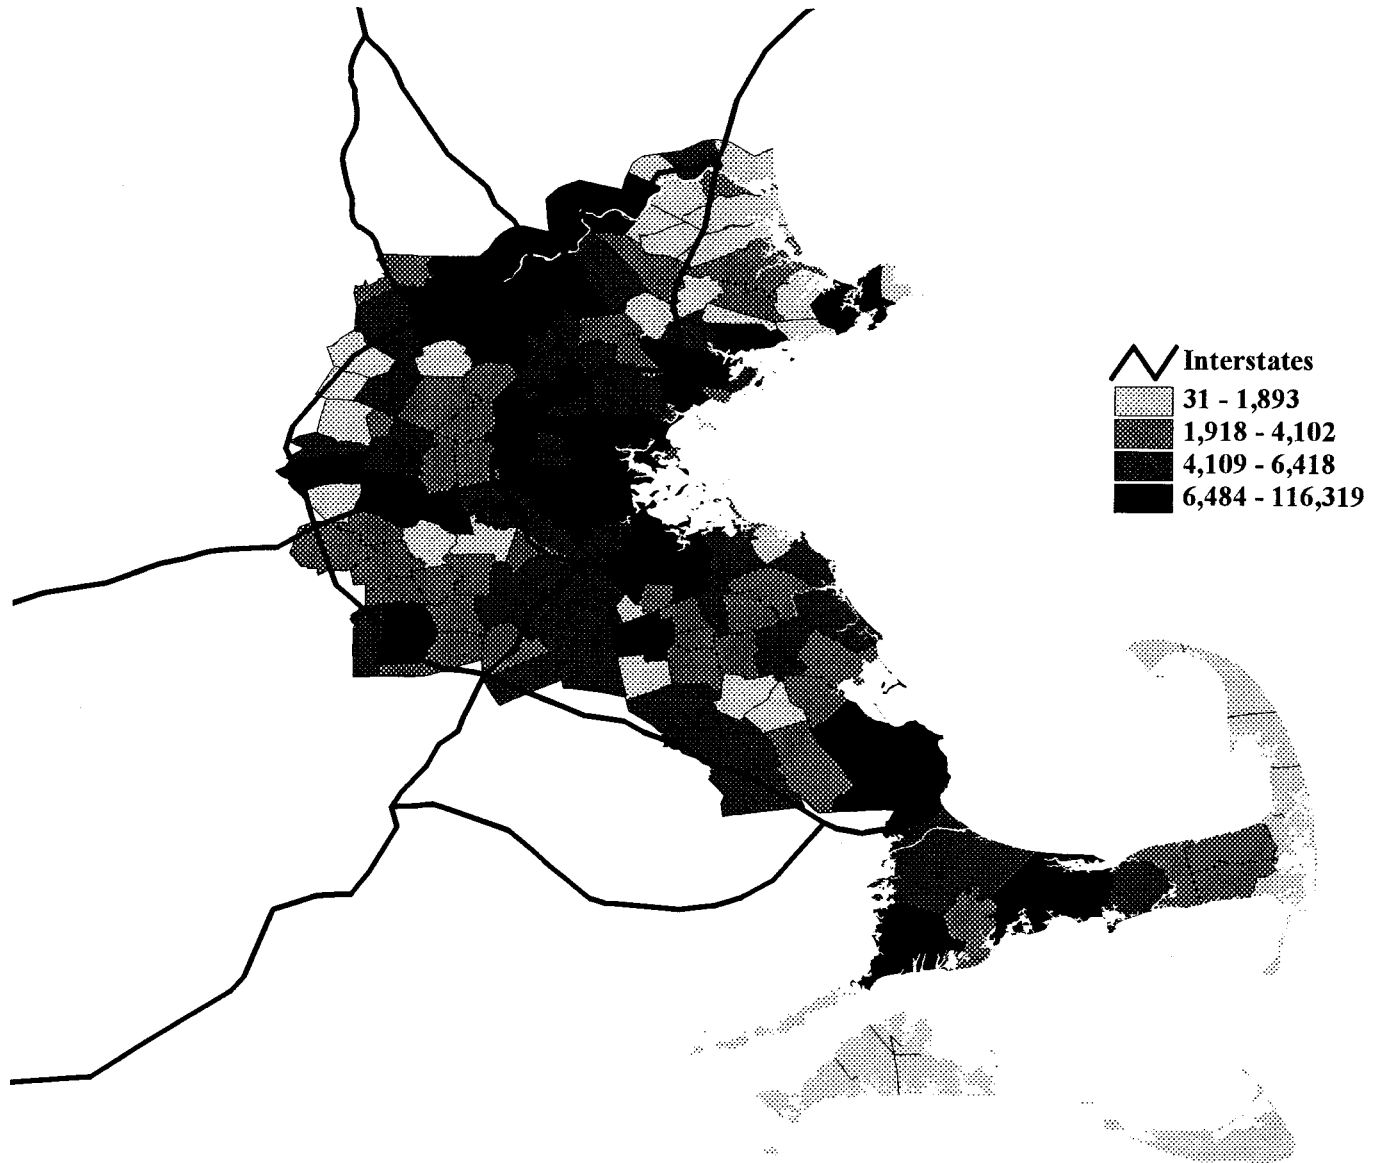 Interstates
31 - 1,893
1,918 - 4,102
4,109 - 6,418
6,484 - 116,319